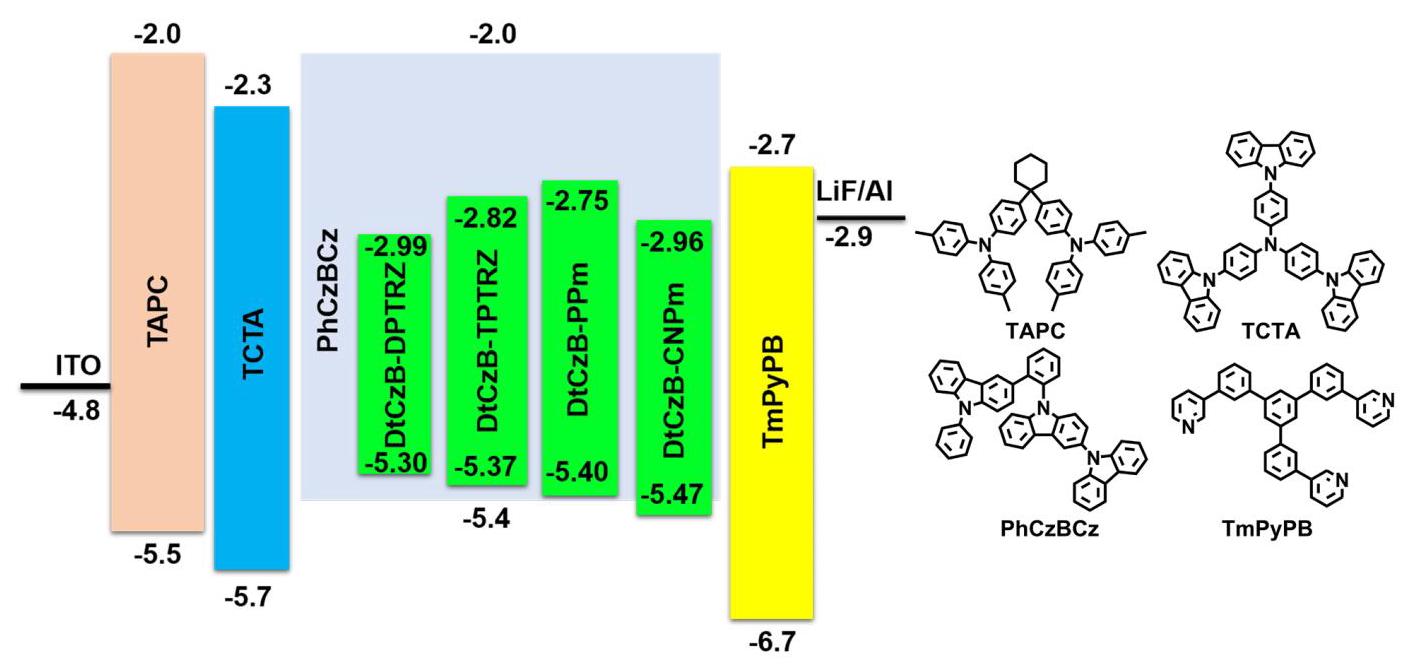 -2.0
-2.0
-2.3
-2.7
LiF/Al
-2.9
ITO
-4.8
TAPC
-5.5
TCTA
-5.7
PhCzBCz
-2.99
DtCzB-DPTRZ
-5.30
-2.82
DtCzB-TPTRZ
-5.37
-2.75
DtCzB-PPm
-5.40
-2.96
DtCzB-CNPm
-5.47
-5.4
TmPyPB
-6.7
N
N
TAPC
N
N
N
N
TCTA
N
N
N
PhCzBCz
N
N
N
TmPyPB